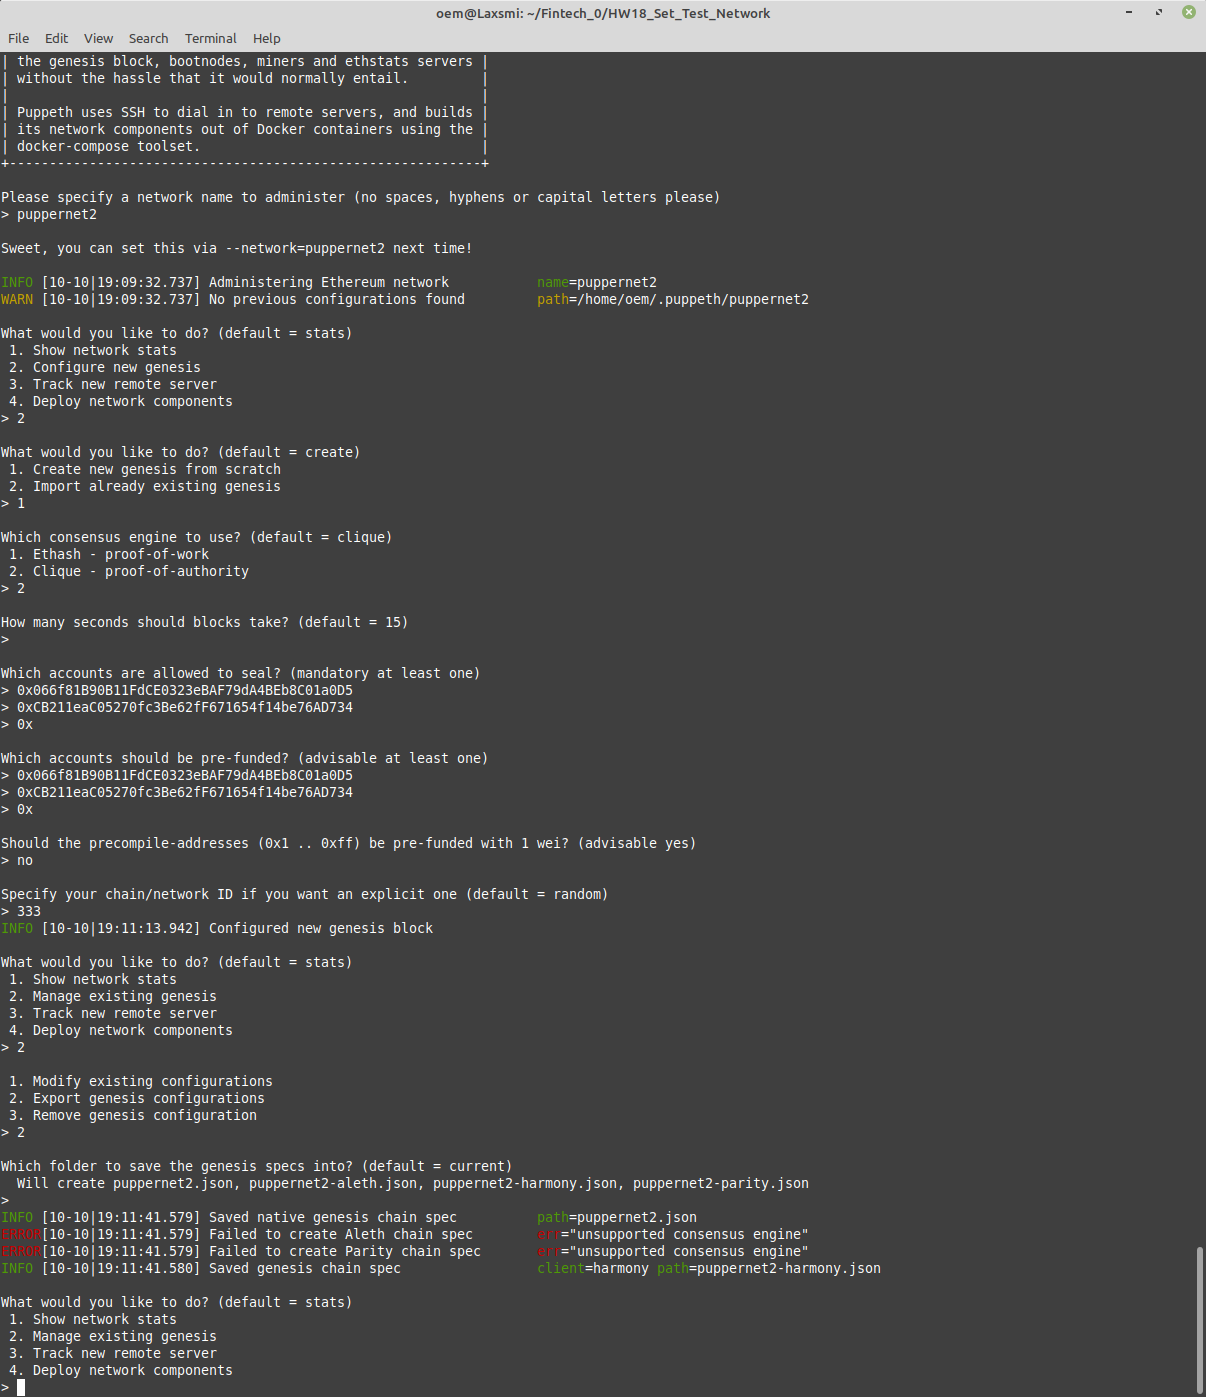 oem@Laxsmi: ~/Fintech_0/HW18_Set_Test_Network
File Edit View Search Terminal Help
| the genesis block, bootnodes, miners and ethstats servers |
| without the hassle that it would normally entail. |
| |
| Puppeth uses SSH to dial in to remote servers, and builds |
| its network components out of Docker containers using the |
| docker-compose toolset. |
+-----------------------------------------------------------+
Please specify a network name to administer (no spaces, hyphens or capital letters please)
> puppernet2
Sweet, you can set this via --network=puppernet2 next time!
INFO [10-10|19:09:32.737] Administering Ethereum network name=puppernet2
WARN [10-10|19:09:32.737] No previous configurations found path=/home/oem/.puppeth/puppernet2
What would you like to do? (default = stats)
1. Show network stats
2. Configure new genesis
3. Track new remote server
4. Deploy network components
> 2
What would you like to do? (default = create)
1. Create new genesis from scratch
2. Import already existing genesis
> 1
Which consensus engine to use? (default = clique)
1. Ethash - proof-of-work
2. Clique - proof-of-authority
> 2
How many seconds should blocks take? (default = 15)
>
Which accounts are allowed to seal? (mandatory at least one)
> 0x066f81B90B11FdCE0323eBAF79dA4BEb8C01a0D5
> 0xCB211eaC05270fc3Be62fF671654f14be76AD734
> 0x
Which accounts should be pre-funded? (advisable at least one)
> 0x066f81B90B11FdCE0323eBAF79dA4BEb8C01a0D5
> 0xCB211eaC05270fc3Be62fF671654f14be76AD734
> 0x
Should the precompile-addresses (0x1 .. 0xff) be pre-funded with 1 wei? (advisable yes)
> no
Specify your chain/network ID if you want an explicit one (default = random)
> 333
INFO [10-10|19:11:13.942] Configured new genesis block
What would you like to do? (default = stats)
1. Show network stats
2. Manage existing genesis
3. Track new remote server
4. Deploy network components
> 2
1. Modify existing configurations
2. Export genesis configurations
3. Remove genesis configuration
> 2
Which folder to save the genesis specs into? (default = current)
Will create puppernet2.json, puppernet2-aleth.json, puppernet2-harmony.json, puppernet2-parity.json
>
INFO [10-10|19:11:41.579] Saved native genesis chain spec path=puppernet2.json
ERROR[10-10|19:11:41.579] Failed to create Aleth chain spec err="unsupported consensus engine"
ERROR[10-10|19:11:41.579] Failed to create Parity chain spec err="unsupported consensus engine"
INFO [10-10|19:11:41.580] Saved genesis chain spec client=harmony path=puppernet2-harmony.json
What would you like to do? (default = stats)
1. Show network stats
2. Manage existing genesis
3. Track new remote server
4. Deploy network components
>